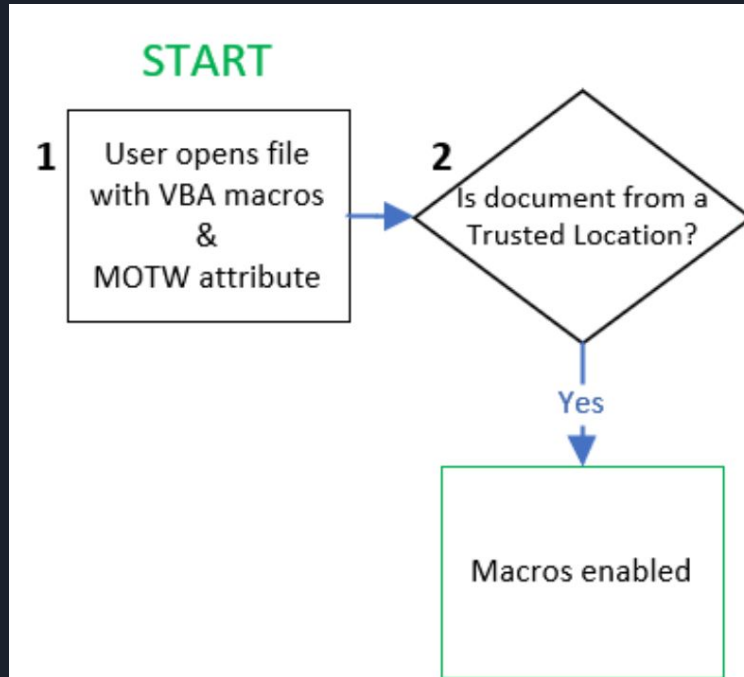 START
1
User opens file
with VBA macros
&
MOTW attribute
2
Is document from a
Trusted Location?
Yes
Macros enabled